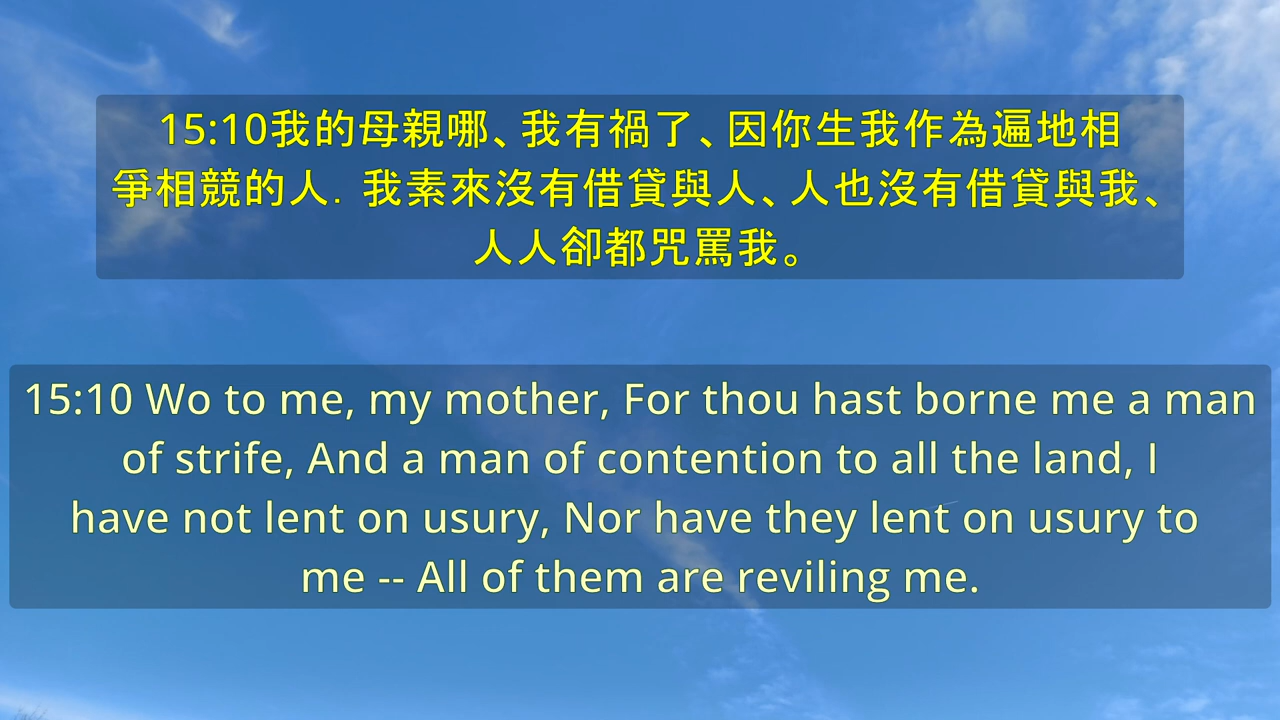 15:10我的母親哪、我有禍了、因你生我作為遍地相
爭相競的人. 我素來沒有借貸與人、人也沒有借貸與我、
人人卻都咒罵我。
15:10 Wo to me, my mother, For thou hast borne me a man
of strife, And a man of contention to all the land, I
have not lent on usury, Nor have they lent on usury to
me -- All of them are reviling me.